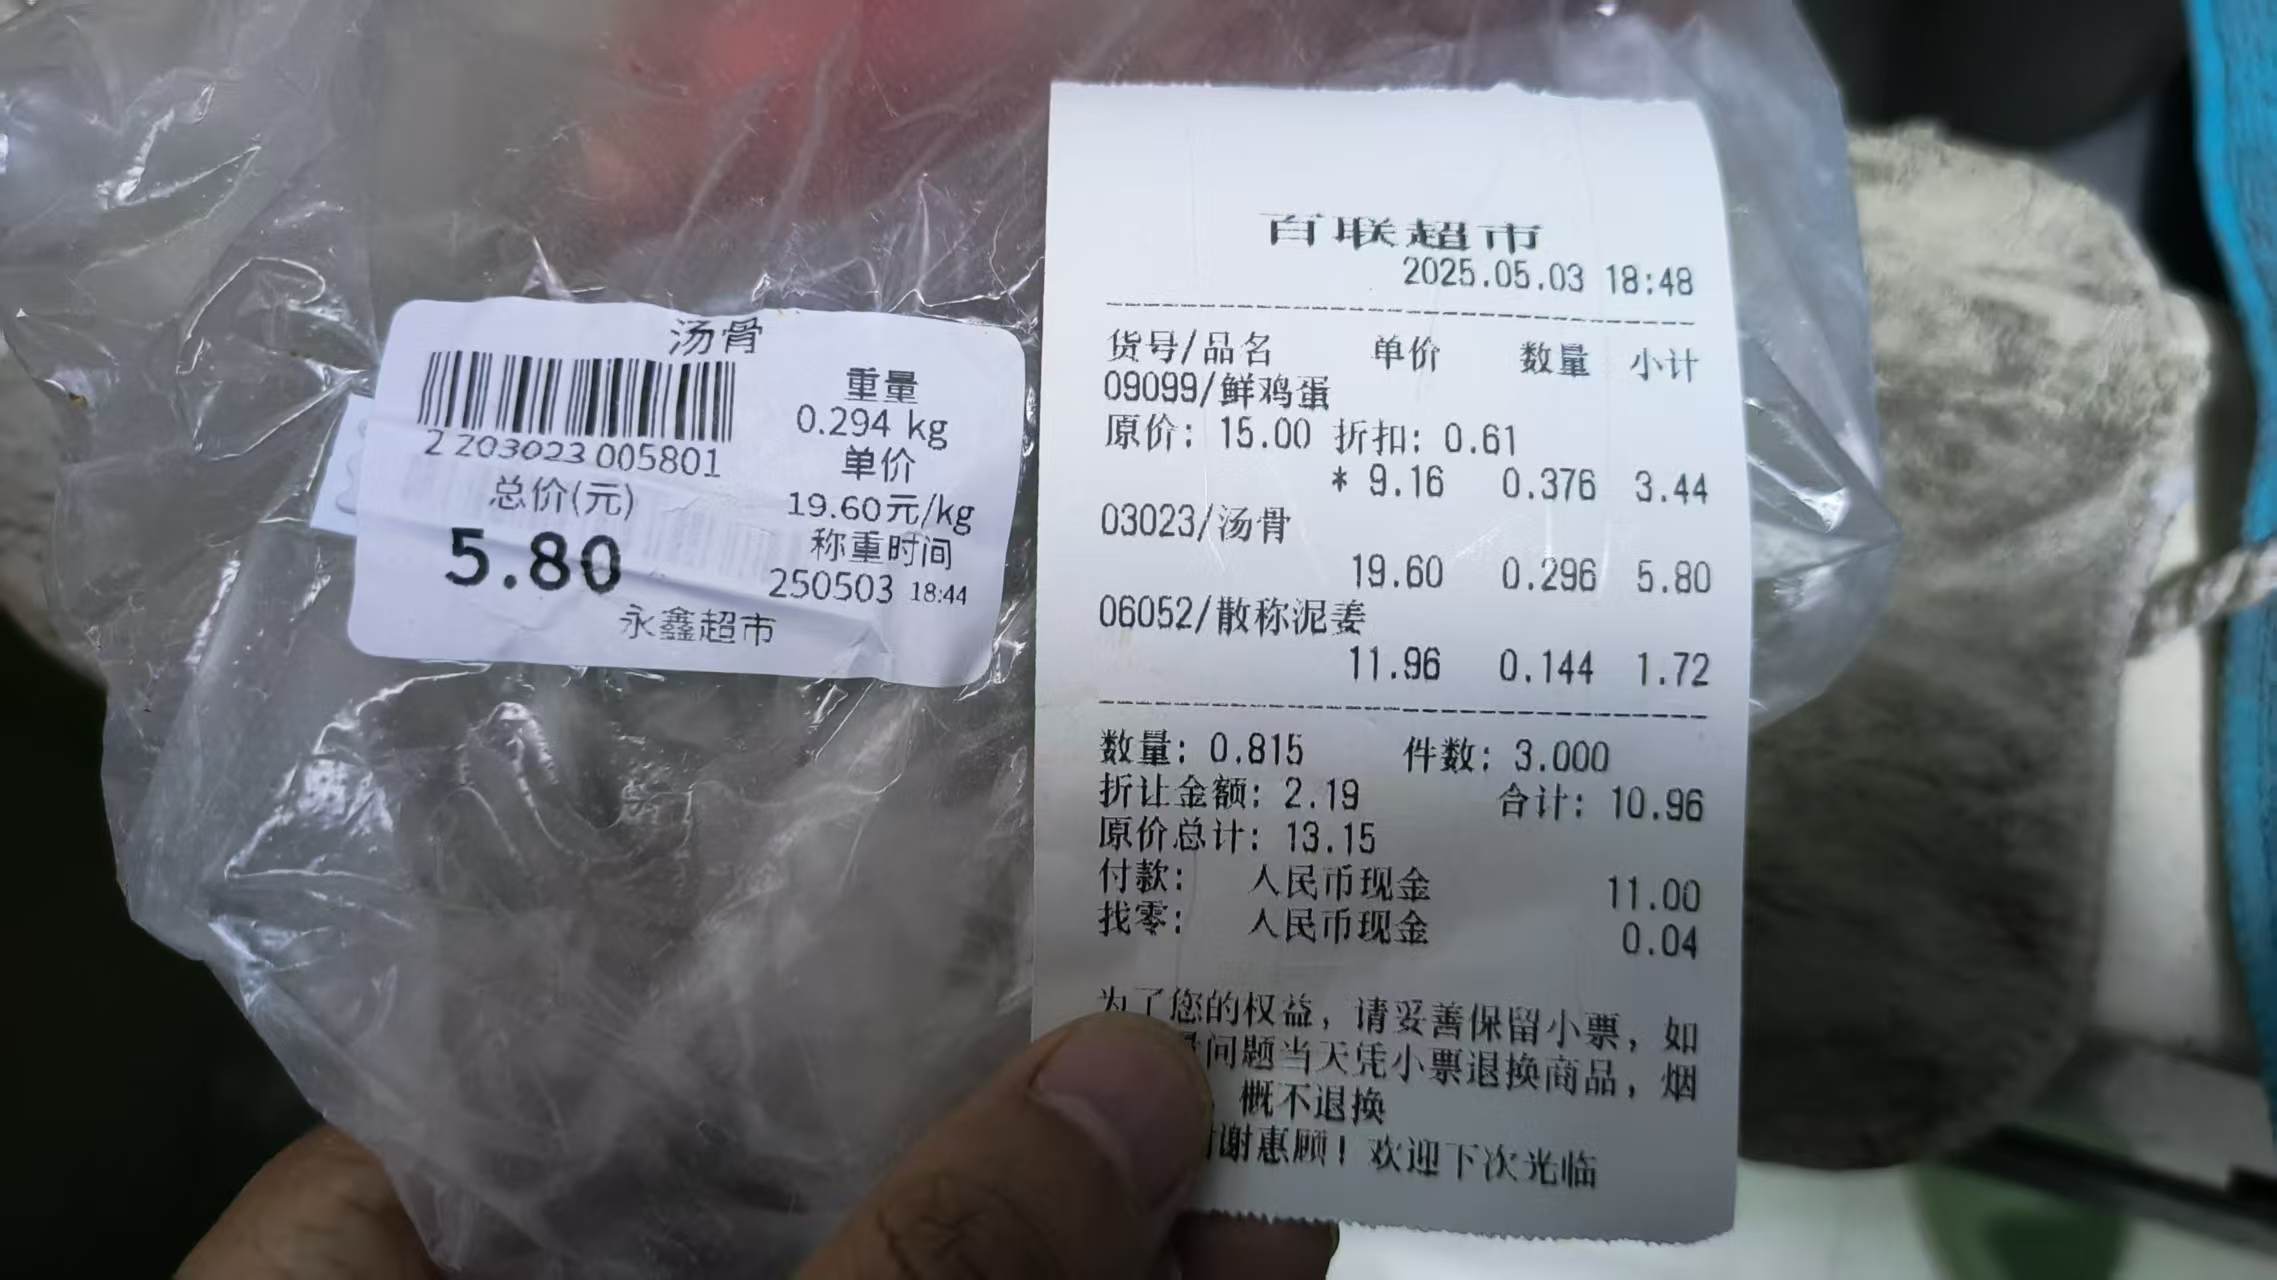 汤骨
2 203023 005801
重量
0.294 kg
单价
19.60元/kg
总价(元)
5.80
称重时间
250503 18:44
永鑫超市
百联超市
2025.05.03 18:48
货号/品名 单价 数量 小计
09099/鲜鸡蛋
原价: 15.00 折扣: 0.61
* 9.16 0.376 3.44
03023/汤骨
19.60 0.296 5.80
06052/散称泥姜
11.96 0.144 1.72
数量: 0.815 件数: 3.000
折让金额: 2.19 合计: 10.96
原价总计: 13.15
付款: 人民币现金 11.00
找零: 人民币现金 0.04
为了您的权益, 请妥善保留小票, 如
问题当天凭小票退换商品, 烟
概不退换
谢惠顾! 欢迎下次光临